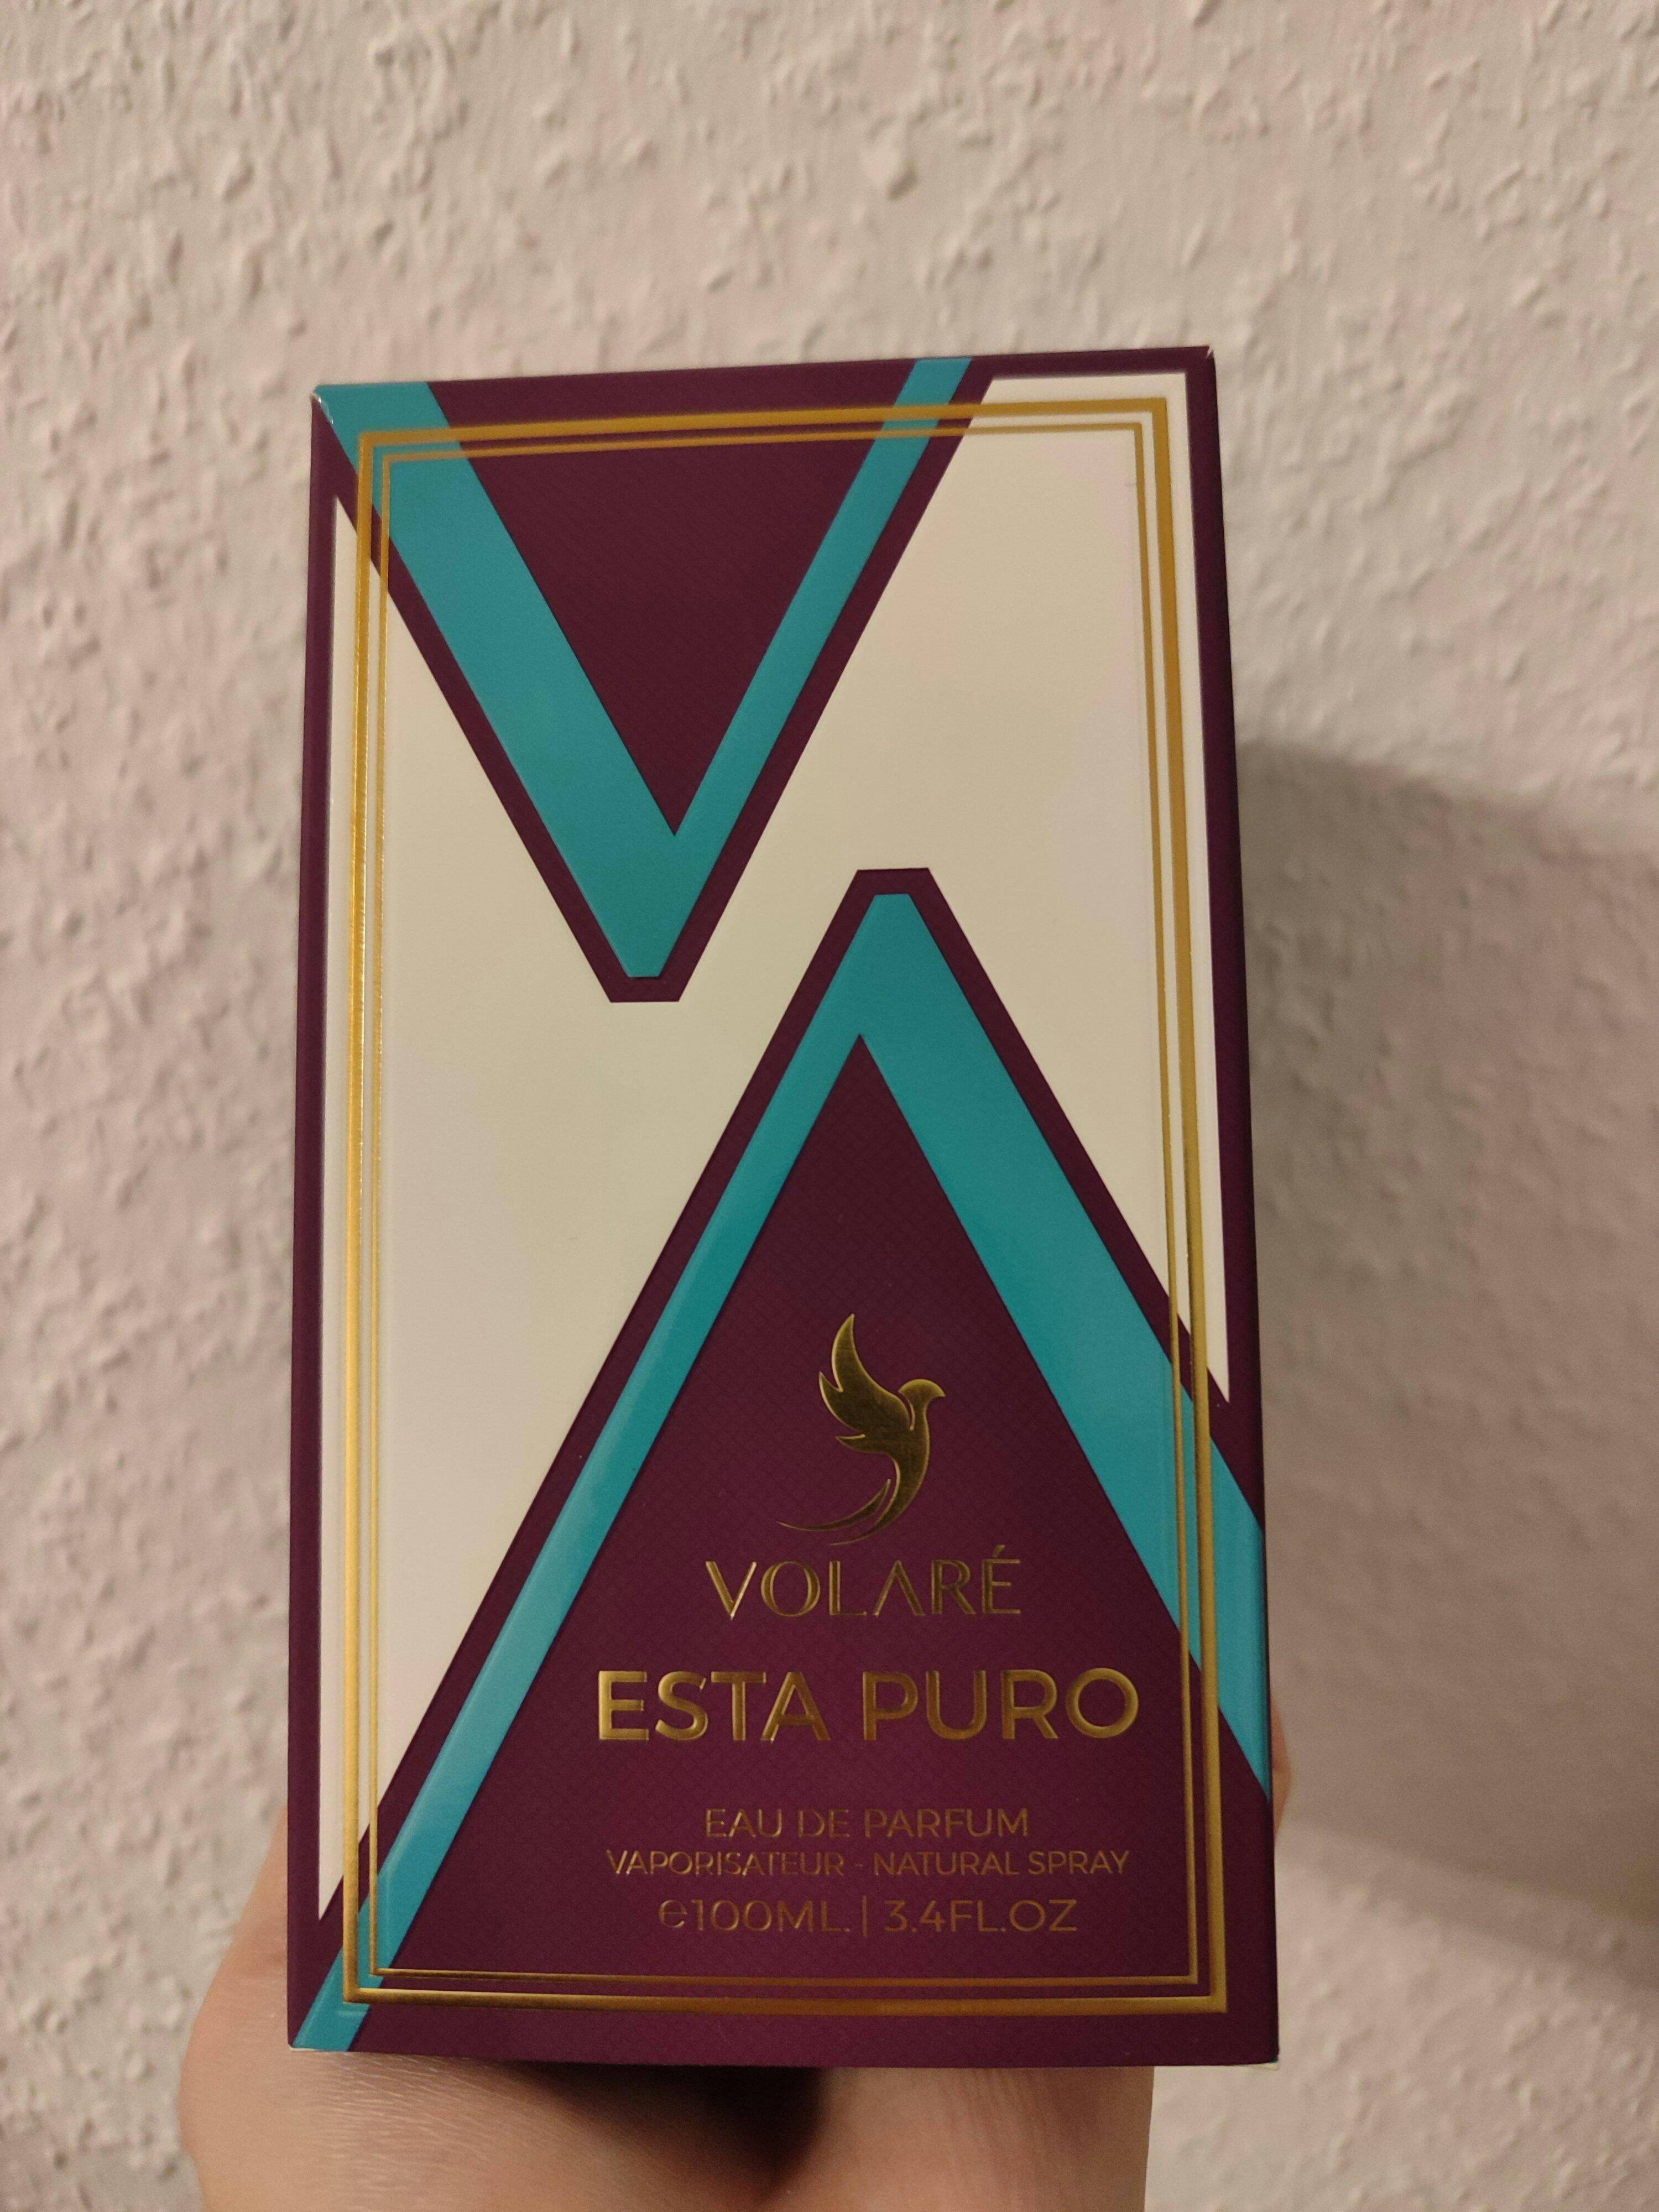 VOLARÉ
ESTA PURO
EAU DE PARFUM
VAPORISATEUR - NATURAL SPRAY
℮100ML. | 3.4FL.OZ